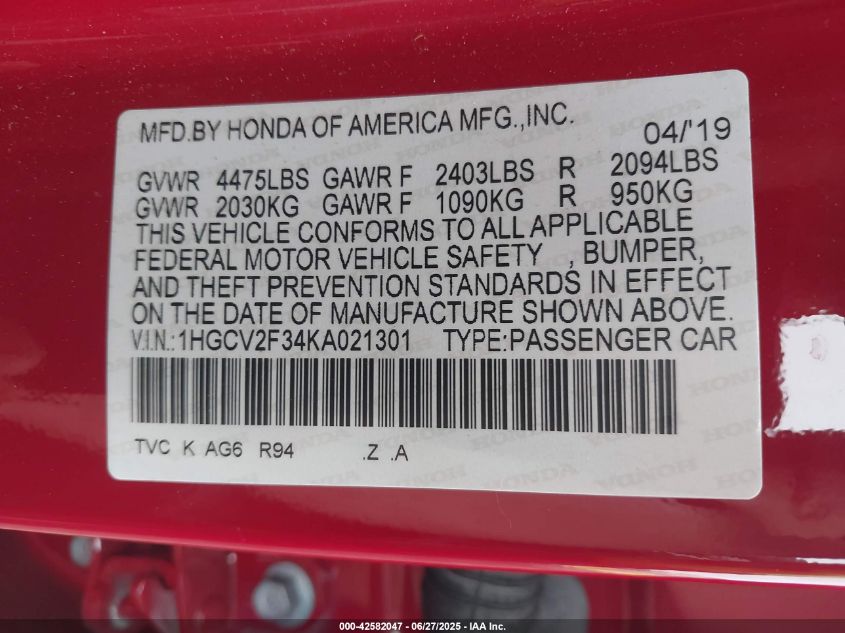 MFD.BY HONDA OF AMERICA MFG.,INC. 04/'19
GVWR 4475LBS GAWR F 2403LBS R 2094LBS
GVWR 2030KG GAWR F 1090KG R 950KG
THIS VEHICLE CONFORMS TO ALL APPLICABLE
FEDERAL MOTOR VEHICLE SAFETY , BUMPER,
AND THEFT PREVENTION STANDARDS IN EFFECT
ON THE DATE OF MANUFACTURE SHOWN ABOVE.
V.I.N.:1HGCV2F34KA021301 TYPE:PASSENGER CAR
TVC K AG6 R94 .Z .A
000-42582047 - 06/27/2025 - IAA Inc.